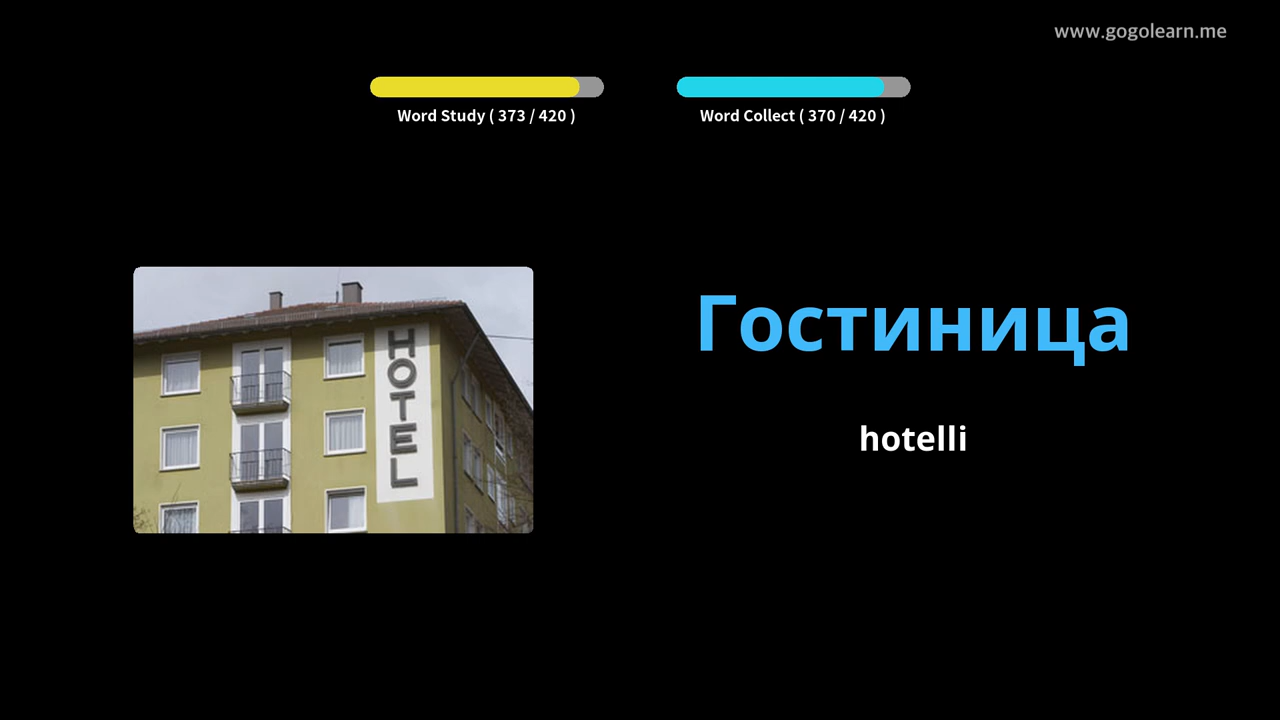 www.gogolearn.me
Word Study ( 373 / 420 )
Word Collect ( 370 / 420 )
HOTEL
Гостиница
hotelli